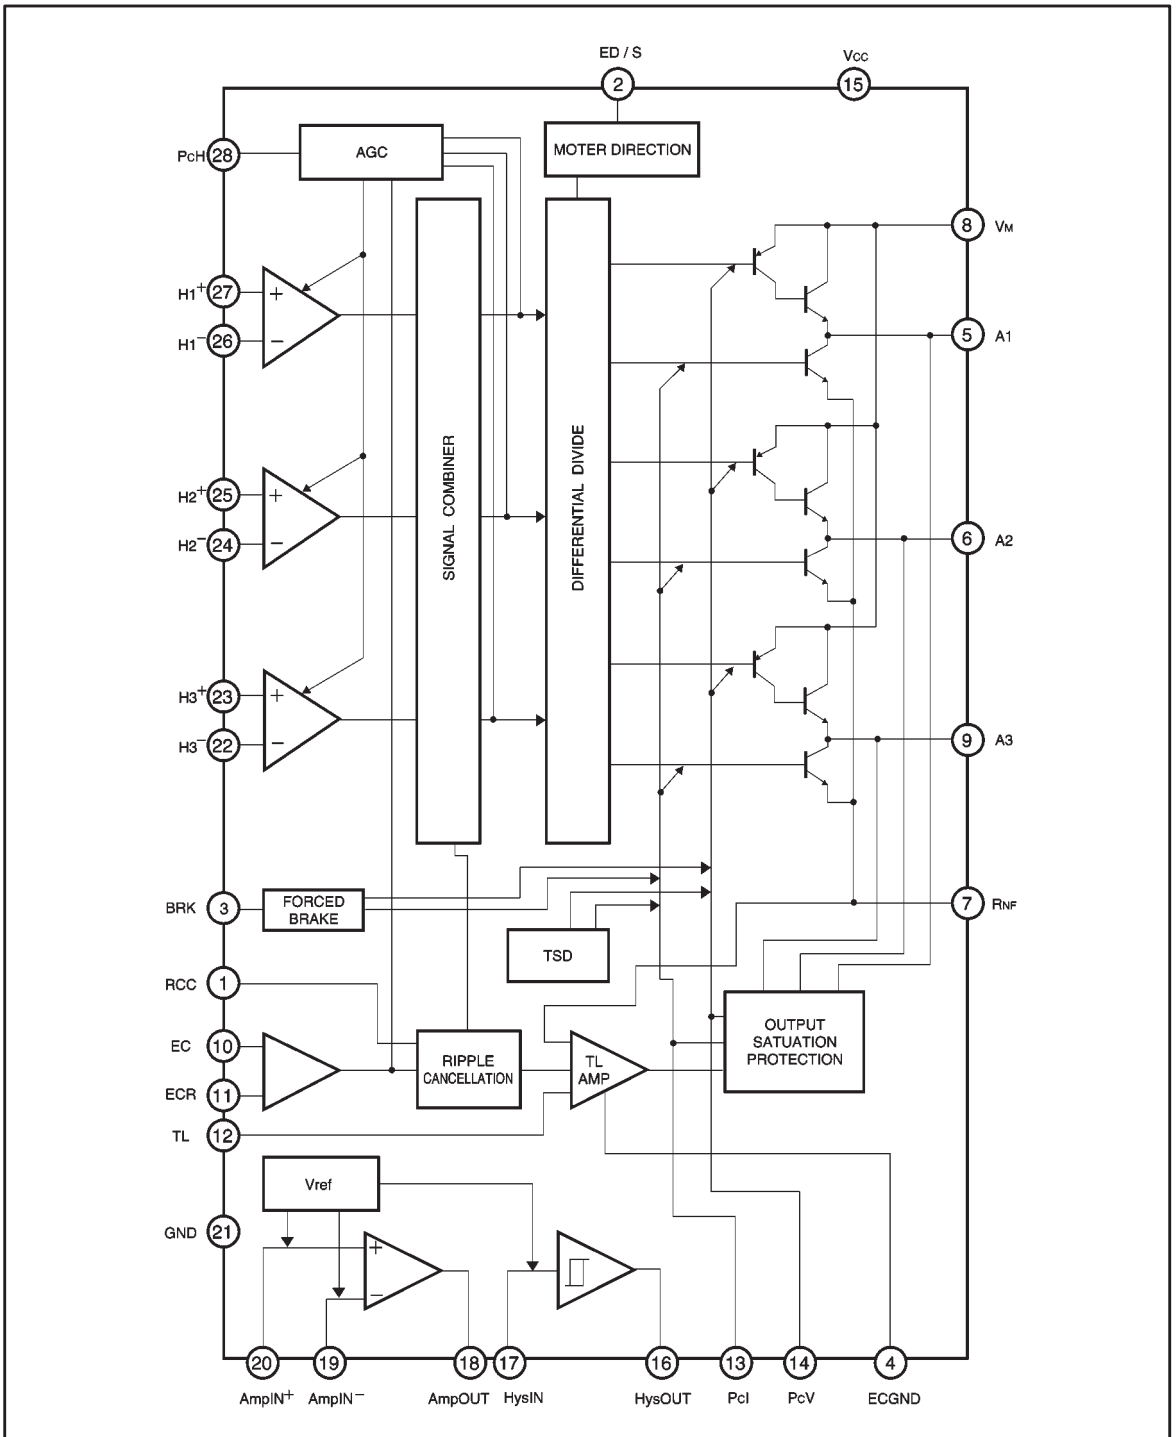 ED / S
VCC
2
15
PCH 28
AGC
MOTER DIRECTION
8 VM
H1+ 27
+
H1− 26
−
5 A1
SIGNAL COMBINER
DIFFERENTIAL DIVIDE
H2+ 25
+
H2− 24
−
6 A2
H3+ 23
+
H3− 22
−
9 A3
BRK 3
FORCED
BRAKE
7 RNF
TSD
RCC 1
EC 10
ECR 11
RIPPLE
CANCELLATION
TL
AMP
OUTPUT
SATUATION
PROTECTION
TL 12
Vref
GND 21
+
−
20
19
18
17
16
13
14
4
AmpIN+
AmpIN−
AmpOUT
HysIN
HysOUT
PCI
PCV
ECGND